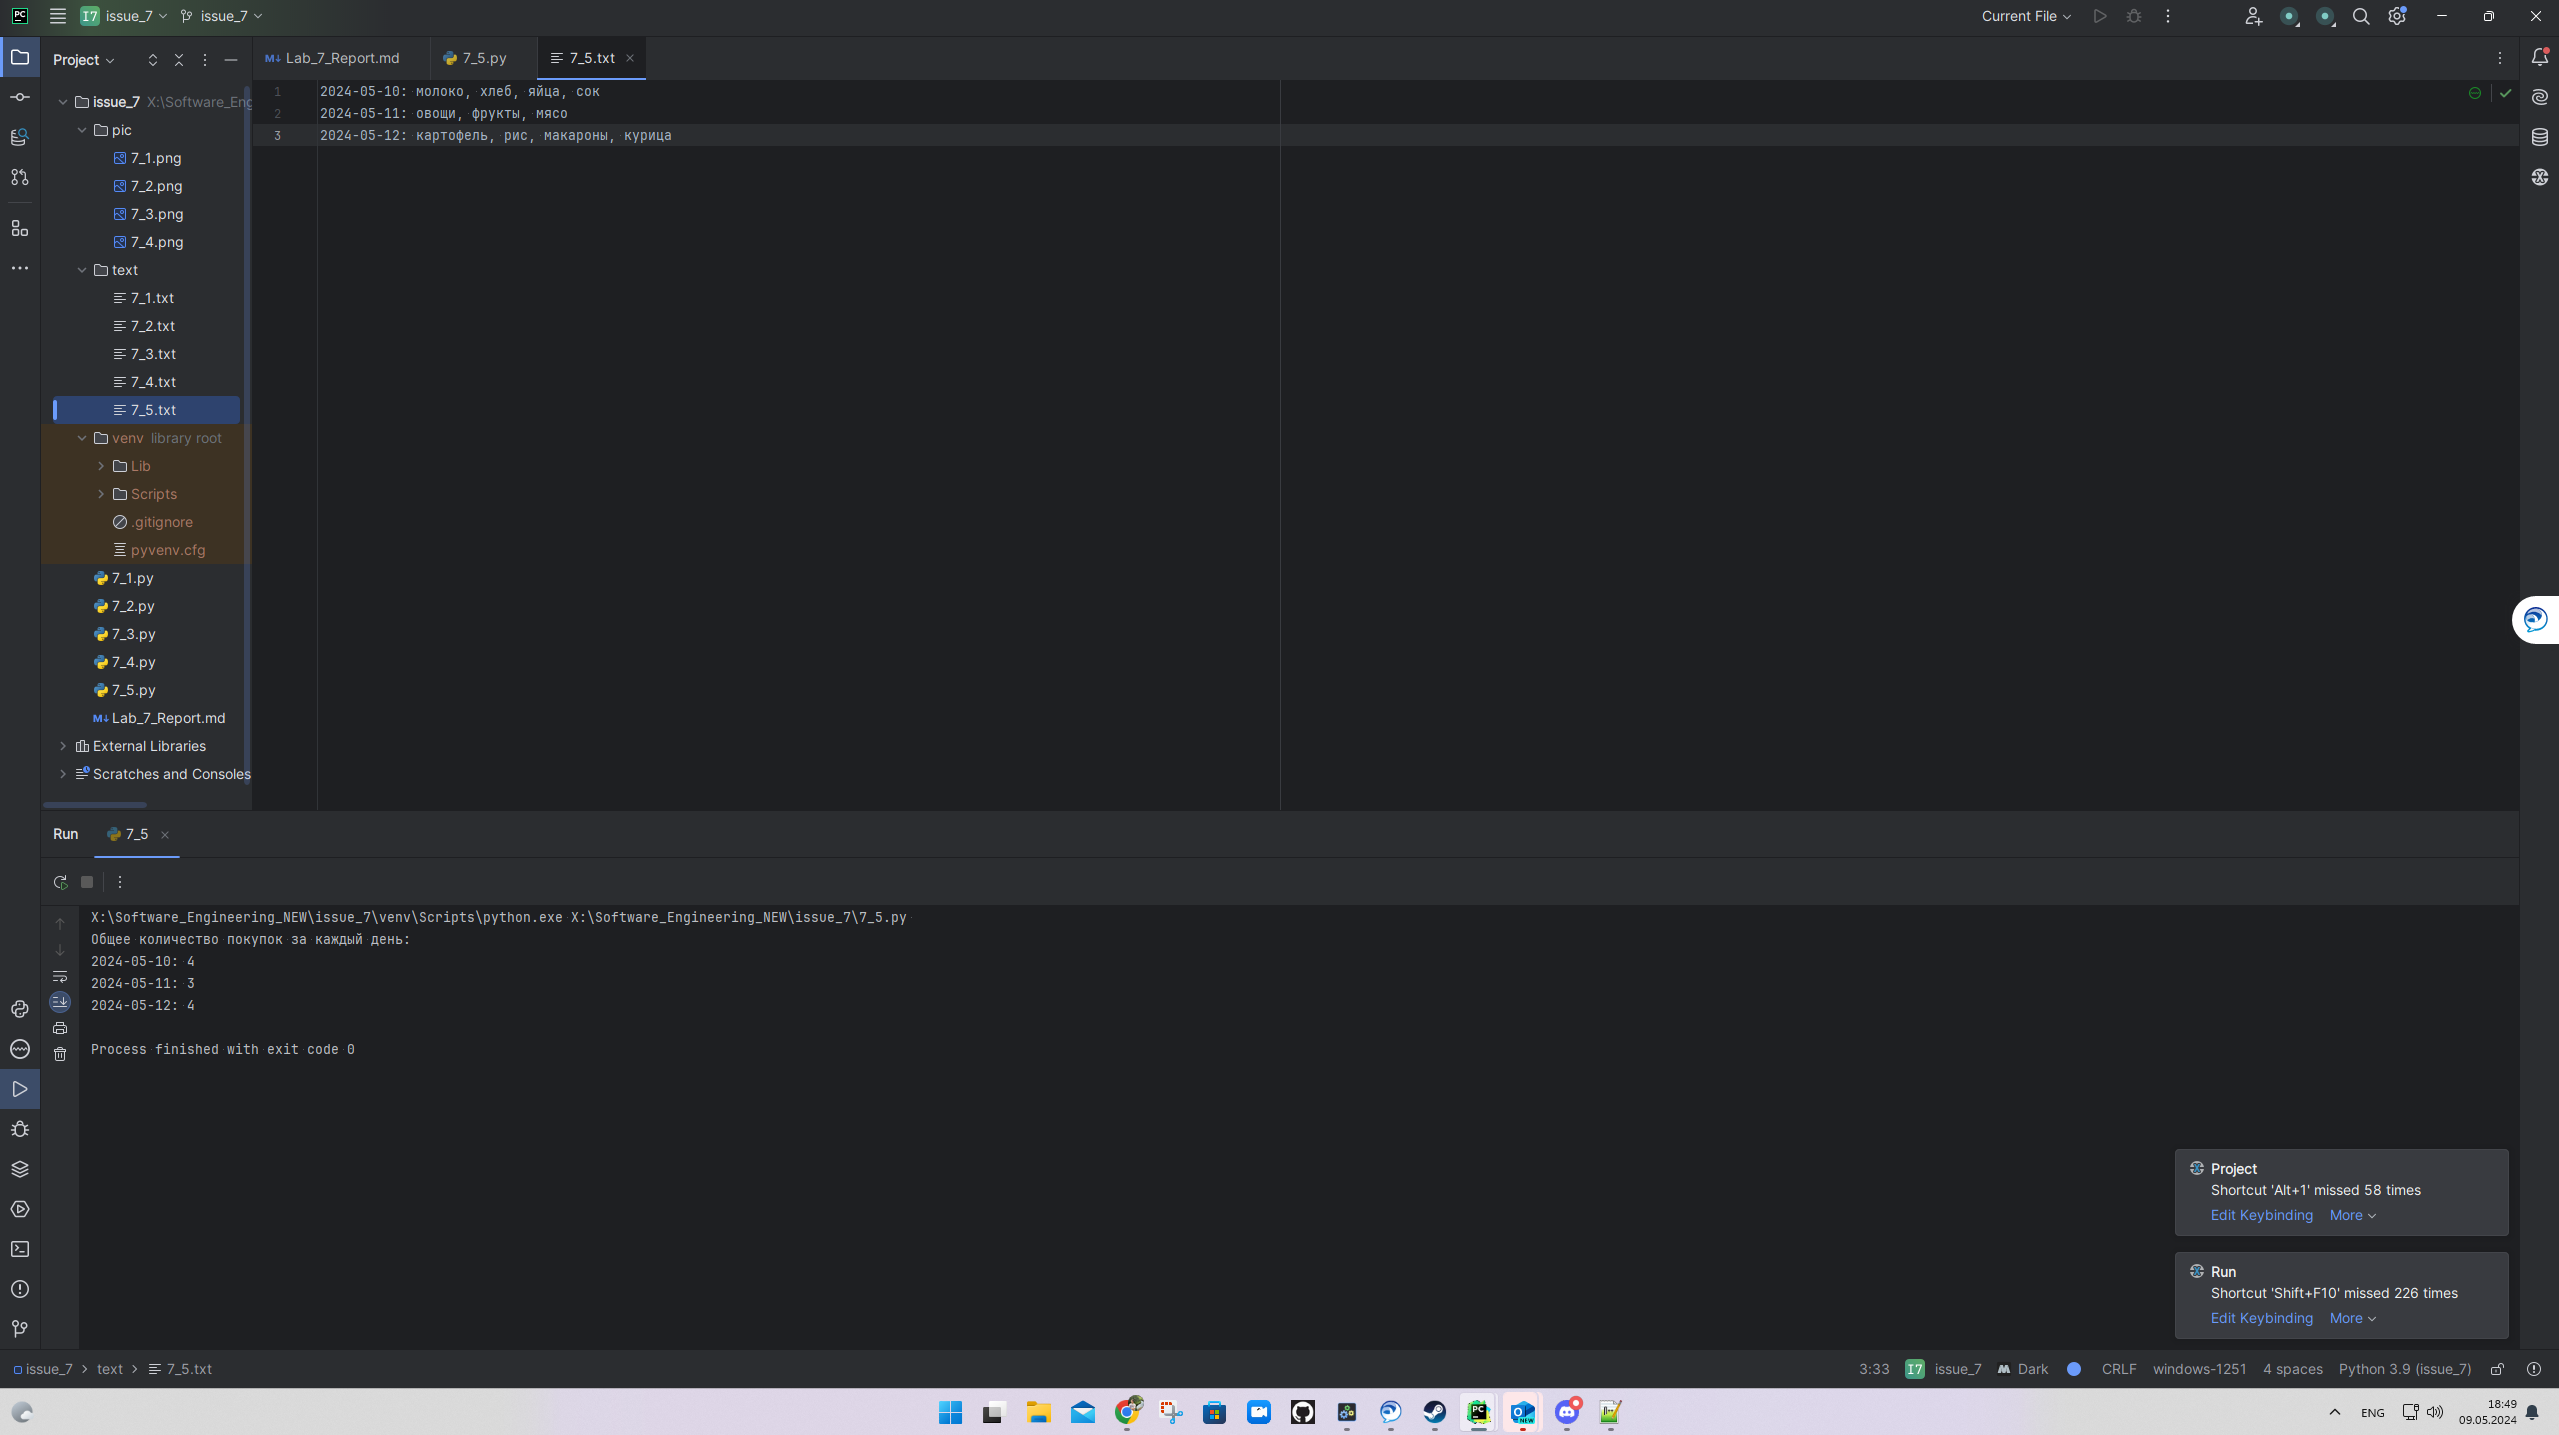 PC I7 issue_7 issue_7 Current File
Project
Lab_7_Report.md 7_5.py 7_5.txt
issue_7 X:\Software_Eng
pic
7_1.png
7_2.png
7_3.png
7_4.png
text
7_1.txt
7_2.txt
7_3.txt
7_4.txt
7_5.txt
venv library root
Lib
Scripts
.gitignore
pyvenv.cfg
7_1.py
7_2.py
7_3.py
7_4.py
7_5.py
Lab_7_Report.md
External Libraries
Scratches and Consoles
1 2024-05-10: молоко, хлеб, яйца, сок
2 2024-05-11: овощи, фрукты, мясо
3 2024-05-12: картофель, рис, макароны, курица
Run 7_5
X:\Software_Engineering_NEW\issue_7\venv\Scripts\python.exe X:\Software_Engineering_NEW\issue_7\7_5.py
Общее количество покупок за каждый день:
2024-05-10: 4
2024-05-11: 3
2024-05-12: 4
Process finished with exit code 0
Project
Shortcut 'Alt+1' missed 58 times
Edit Keybinding More
Run
Shortcut 'Shift+F10' missed 226 times
Edit Keybinding More
issue_7 text 7_5.txt
3:33 I7 issue_7 Dark CRLF windows-1251 4 spaces Python 3.9 (issue_7)
ENG
18:49
09.05.2024